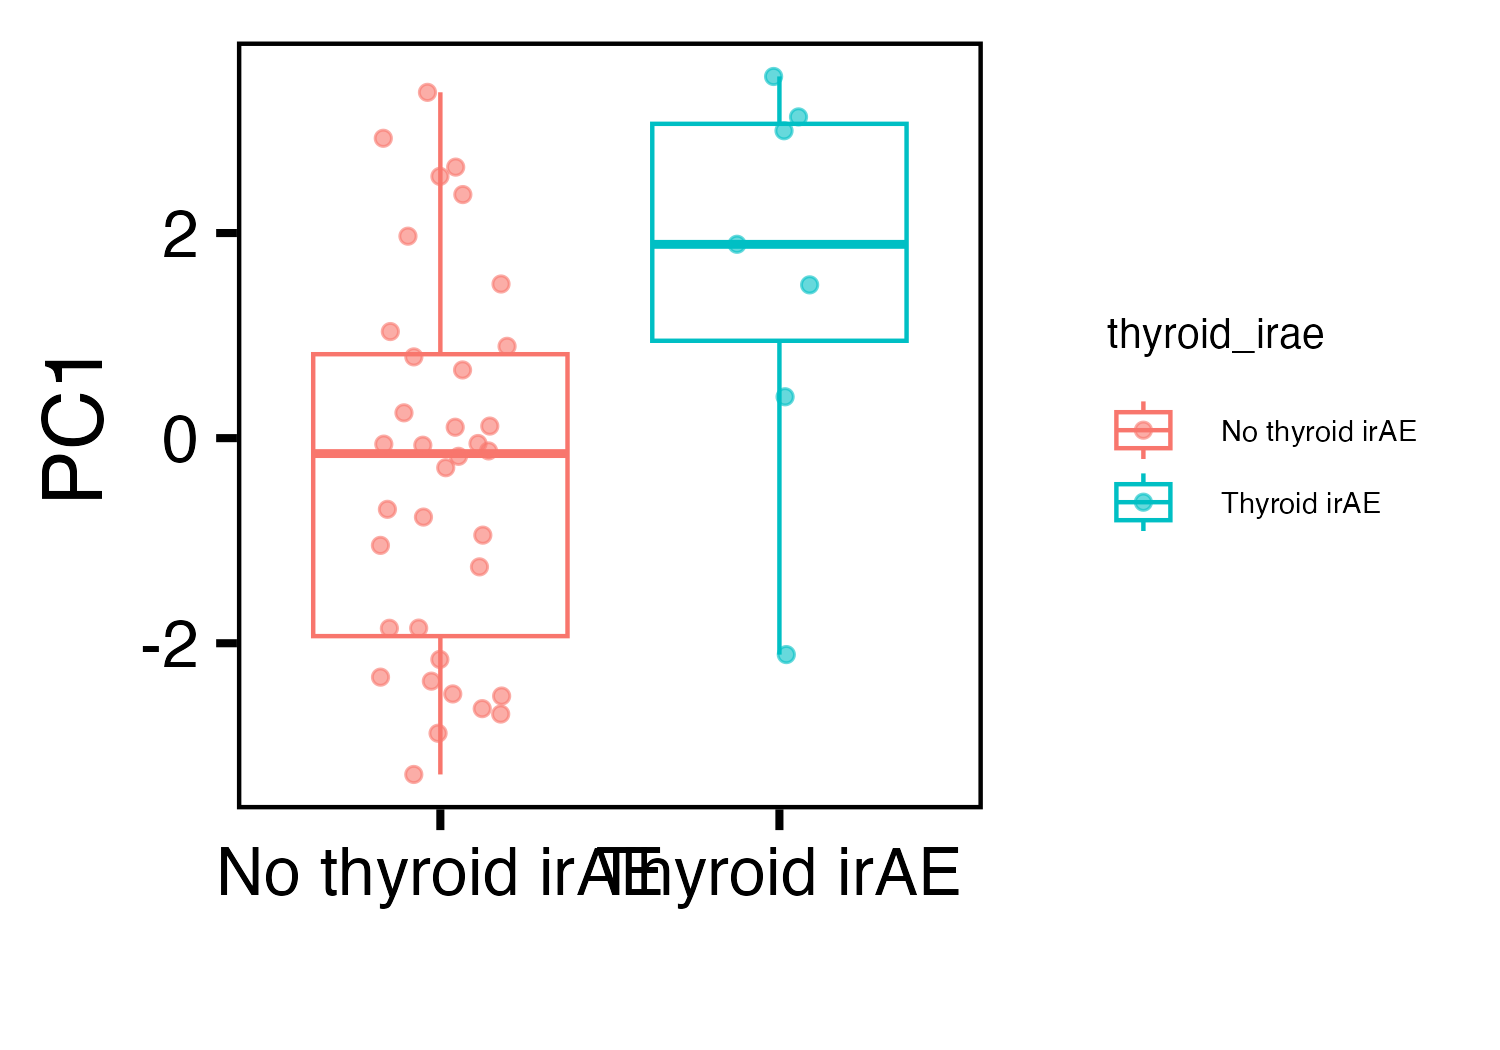 PC1
2
0
-2
No thyroid irAE
Thyroid irAE
thyroid_irae
No thyroid irAE
Thyroid irAE